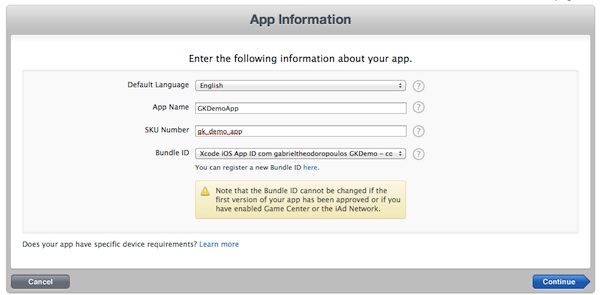 App Information
Enter the following information about your app.
Default Language English ?
App Name GKDemoApp ?
SKU Number gk_demo_app ?
Bundle ID Xcode iOS App ID com gabrieltheodoropoulos GKDemo - co ?
You can register a new Bundle ID here.
Note that the Bundle ID cannot be changed if the
first version of your app has been approved or if you
have enabled Game Center or the iAd Network.
Does your app have specific device requirements? Learn more
Cancel Continue